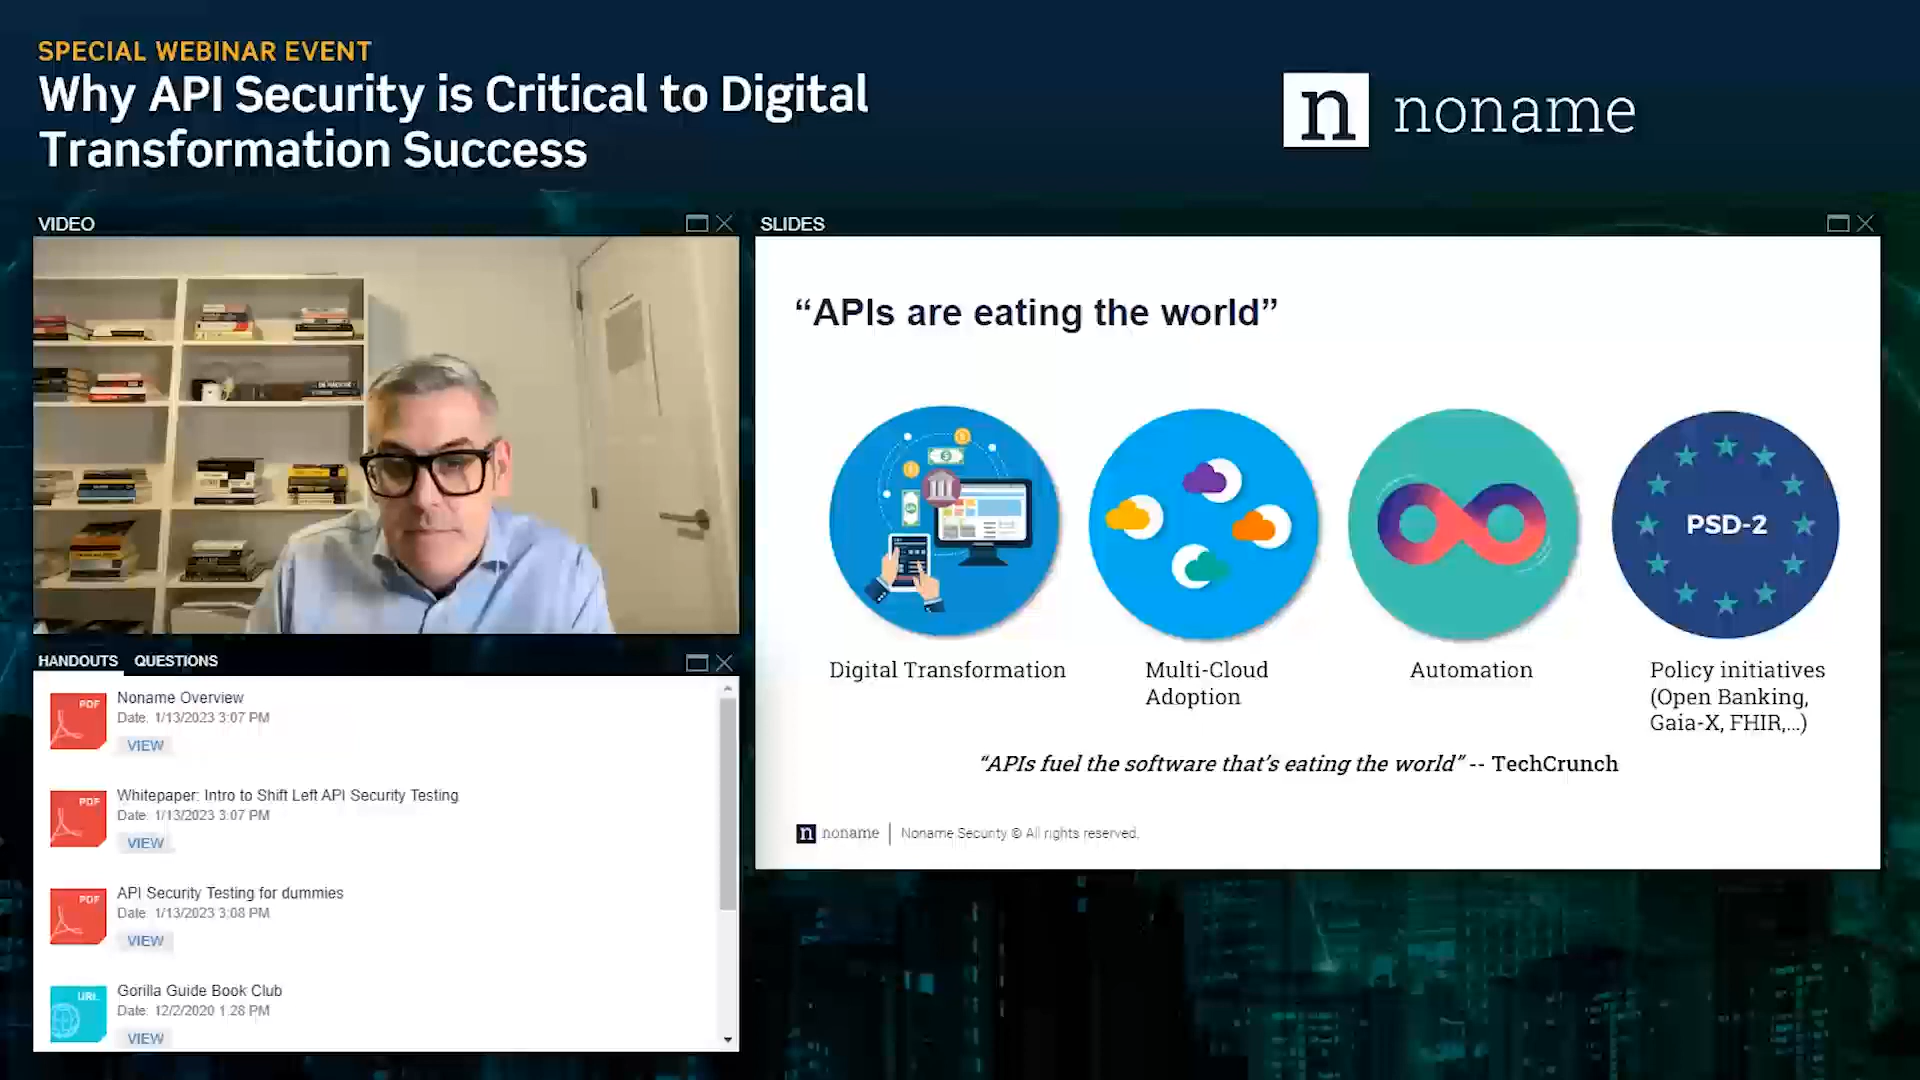 SPECIAL WEBINAR EVENT
Why API Security is Critical to Digital
Transformation Success
n noname
VIDEO
SLIDES
“APIs are eating the world”
PSD-2
Digital Transformation
Multi-Cloud
Adoption
Automation
Policy initiatives
(Open Banking,
Gaia-X, FHIR,...)
“APIs fuel the software that’s eating the world” -- TechCrunch
n noname | Noname Security © All rights reserved.
HANDOUTS QUESTIONS
PDF
Noname Overview
Date: 1/13/2023 3:07 PM
VIEW
PDF
Whitepaper: Intro to Shift Left API Security Testing
Date: 1/13/2023 3:07 PM
VIEW
PDF
API Security Testing for dummies
Date: 1/13/2023 3:08 PM
VIEW
URL
Gorilla Guide Book Club
Date: 12/2/2020 1:28 PM
VIEW